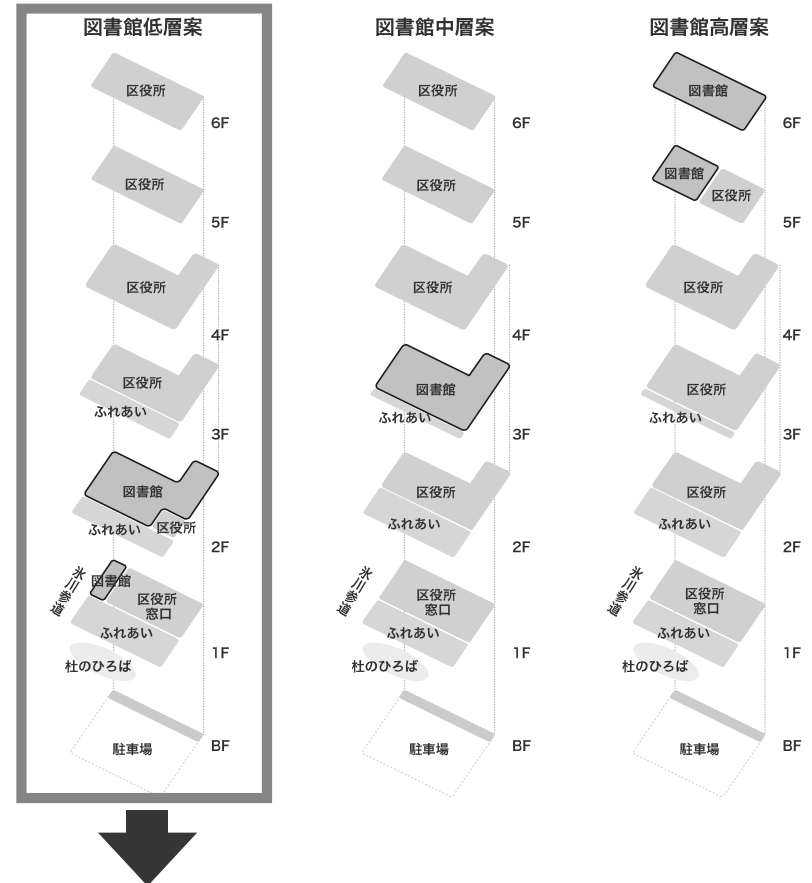 図書館低層案
区役所
6F
区役所
5F
区役所
4F
区役所
ふれあい
3F
図書館
ふれあい
区役所
2F
図書館
氷川参道
区役所
窓口
ふれあい
1F
杜のひろば
駐車場
BF
図書館中層案
区役所
6F
区役所
5F
区役所
4F
図書館
ふれあい
3F
区役所
ふれあい
2F
氷川参道
区役所
窓口
ふれあい
1F
杜のひろば
駐車場
BF
図書館高層案
図書館
6F
図書館
区役所
5F
区役所
4F
区役所
ふれあい
3F
区役所
ふれあい
2F
氷川参道
区役所
窓口
ふれあい
1F
杜のひろば
駐車場
BF